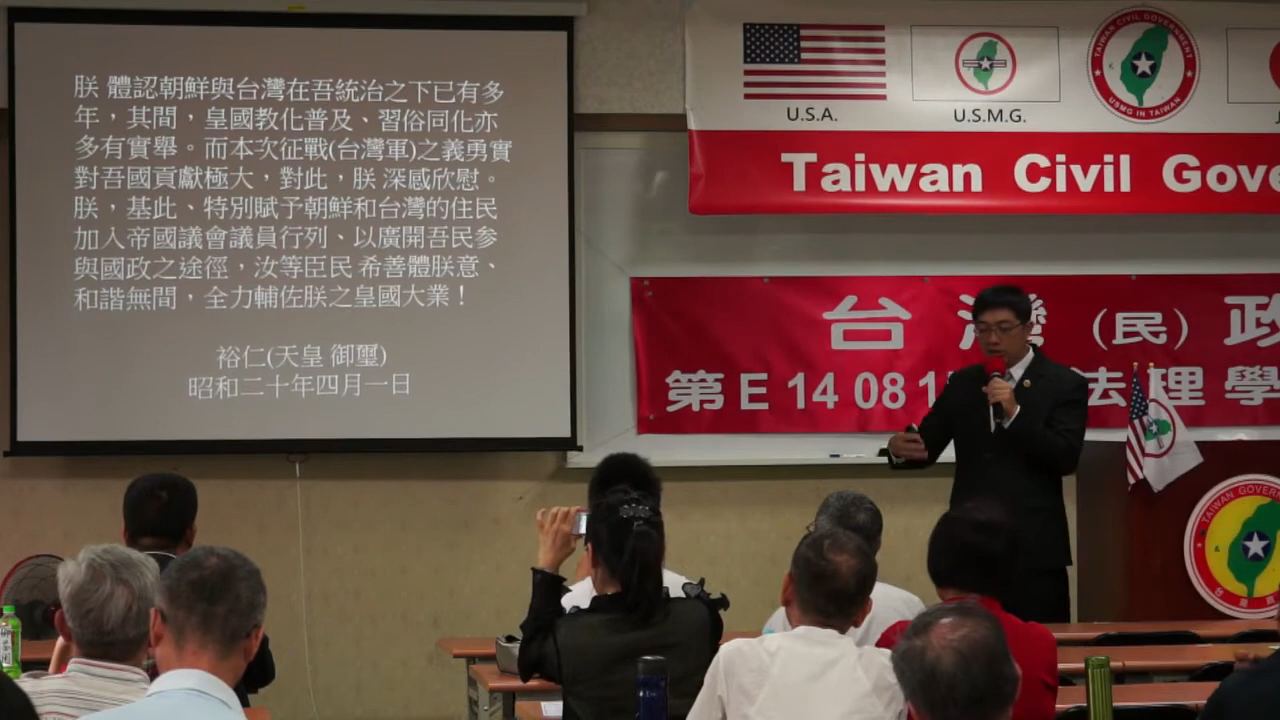 朕 體認朝鮮與台灣在吾統治之下已有多
年，其間，皇國教化普及、習俗同化亦
多有實舉。而本次征戰(台灣軍)之義勇實
對吾國貢獻極大，對此，朕 深感欣慰。
朕，基此、特別賦予朝鮮和台灣的住民
加入帝國議會議員行列、以廣開吾民參
與國政之途徑，汝等臣民 希善體朕意、
和諧無間，全力輔佐朕之皇國大業！
裕仁(天皇 御璽)
昭和二十年四月一日
U.S.A.
U.S.M.G.
TAIWAN CIVIL GOVERNMENT
USMG IN TAIWAN
Taiwan Civil Gove
台灣(民)政
第E 14 08 1
法理學
TAIWAN GOVERN